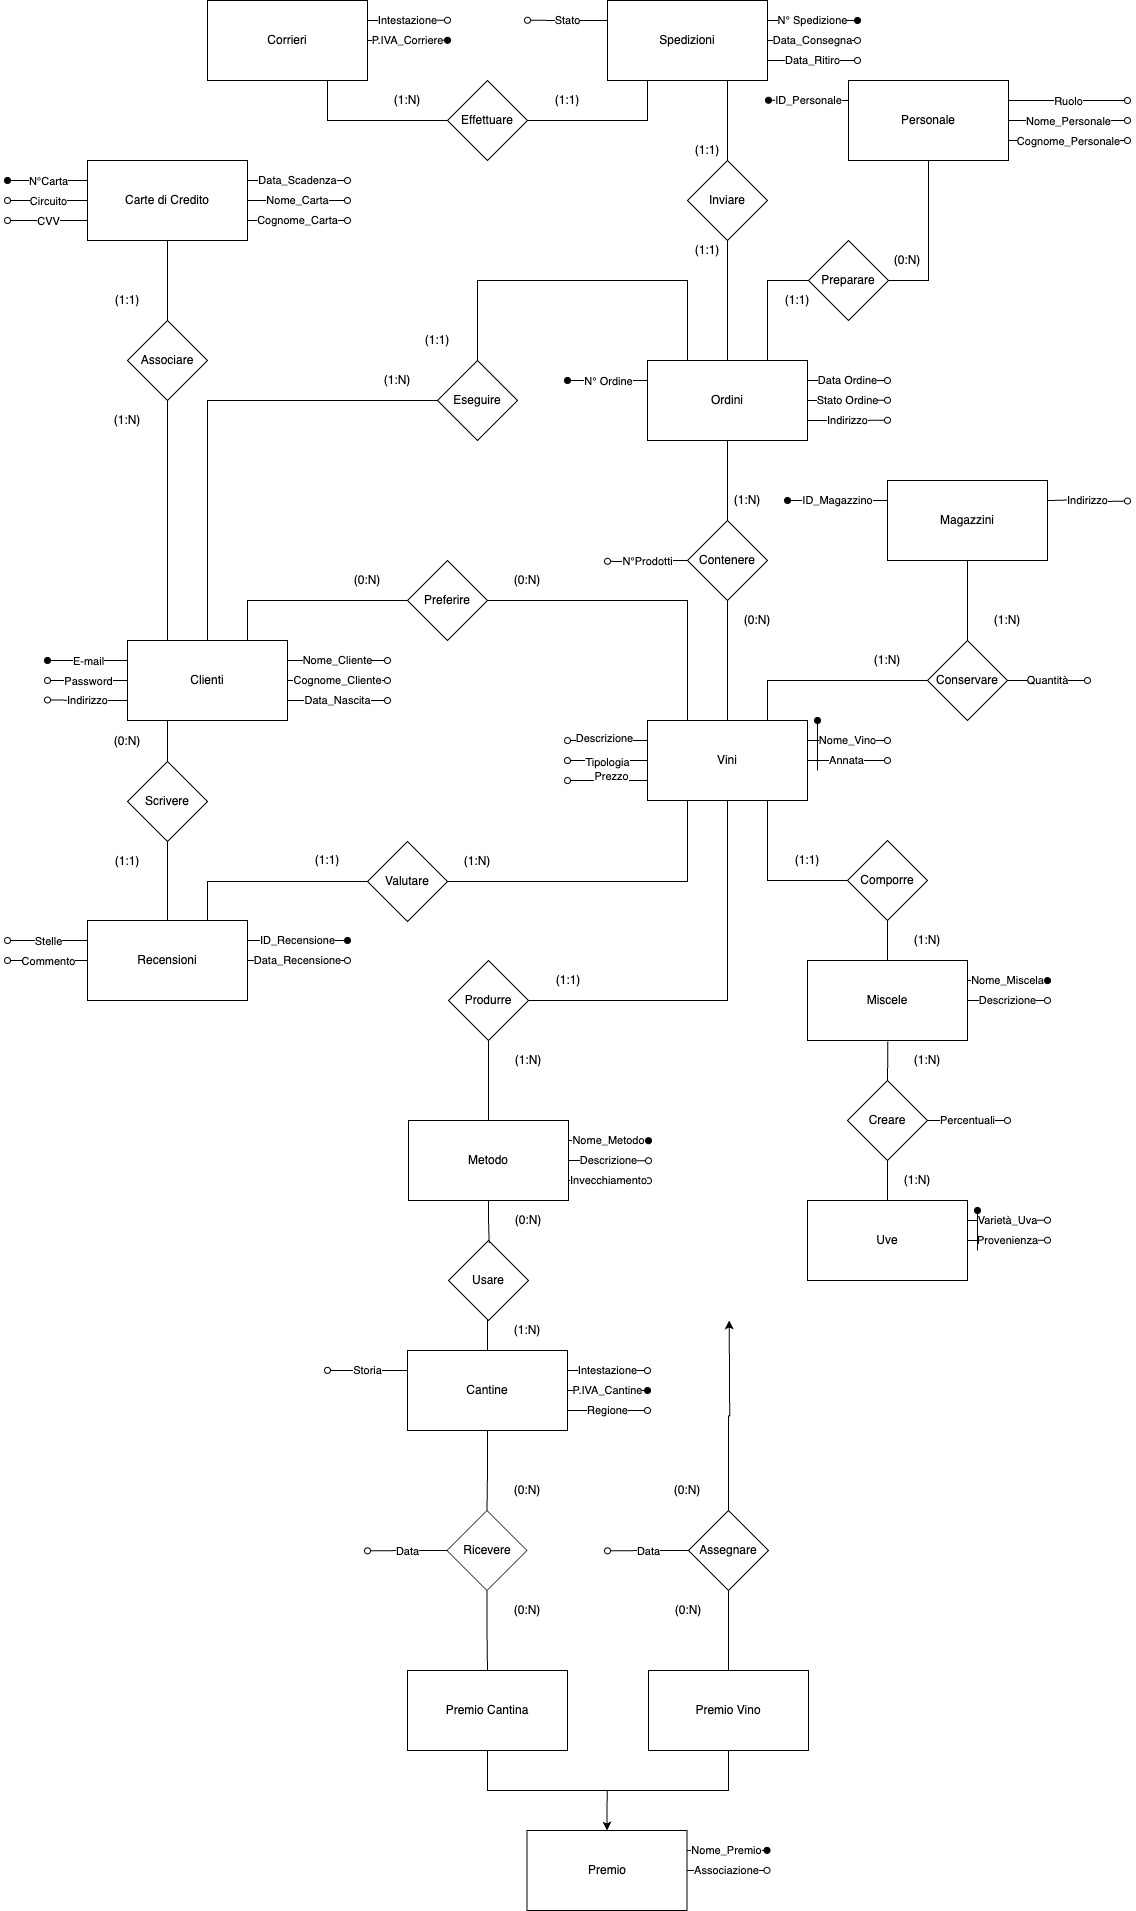 Corrieri
Intestazione
P.IVA_Corriere
Stato
Spedizioni
N° Spedizione
Data_Consegna
Data_Ritiro
(1:N)
Effettuare
(1:1)
ID_Personale
Personale
Ruolo
Nome_Personale
Cognome_Personale
(1:1)
Inviare
(1:1)
N°Carta
Circuito
CVV
Carte di Credito
Data_Scadenza
Nome_Carta
Cognome_Carta
Preparare
(0:N)
(1:1)
(1:1)
Associare
(1:N)
(1:1)
(1:N)
Eseguire
N° Ordine
Ordini
Data Ordine
Stato Ordine
Indirizzo
(1:N)
ID_Magazzino
Magazzini
Indirizzo
N°Prodotti
Contenere
(0:N)
(0:N)
Preferire
(0:N)
(1:N)
(1:N)
Conservare
Quantità
E-mail
Password
Indirizzo
Clienti
Nome_Cliente
Cognome_Cliente
Data_Nascita
Descrizione
Tipologia
Prezzo
Vini
Nome_Vino
Annata
(0:N)
Scrivere
(1:1)
(1:1)
Valutare
(1:N)
(1:1)
Comporre
(1:N)
Stelle
Commento
Recensioni
ID_Recensione
Data_Recensione
Produrre
(1:1)
(1:N)
Miscele
Nome_Miscela
Descrizione
(1:N)
Creare
Percentuali
(1:N)
Metodo
Nome_Metodo
Descrizione
Invecchiamento
Uve
Varietà_Uva
Provenienza
(0:N)
Usare
(1:N)
Storia
Cantine
Intestazione
P.IVA_Cantine
Regione
(0:N)
(0:N)
Data
Ricevere
Data
Assegnare
(0:N)
(0:N)
Premio Cantina
Premio Vino
Premio
Nome_Premio
Associazione